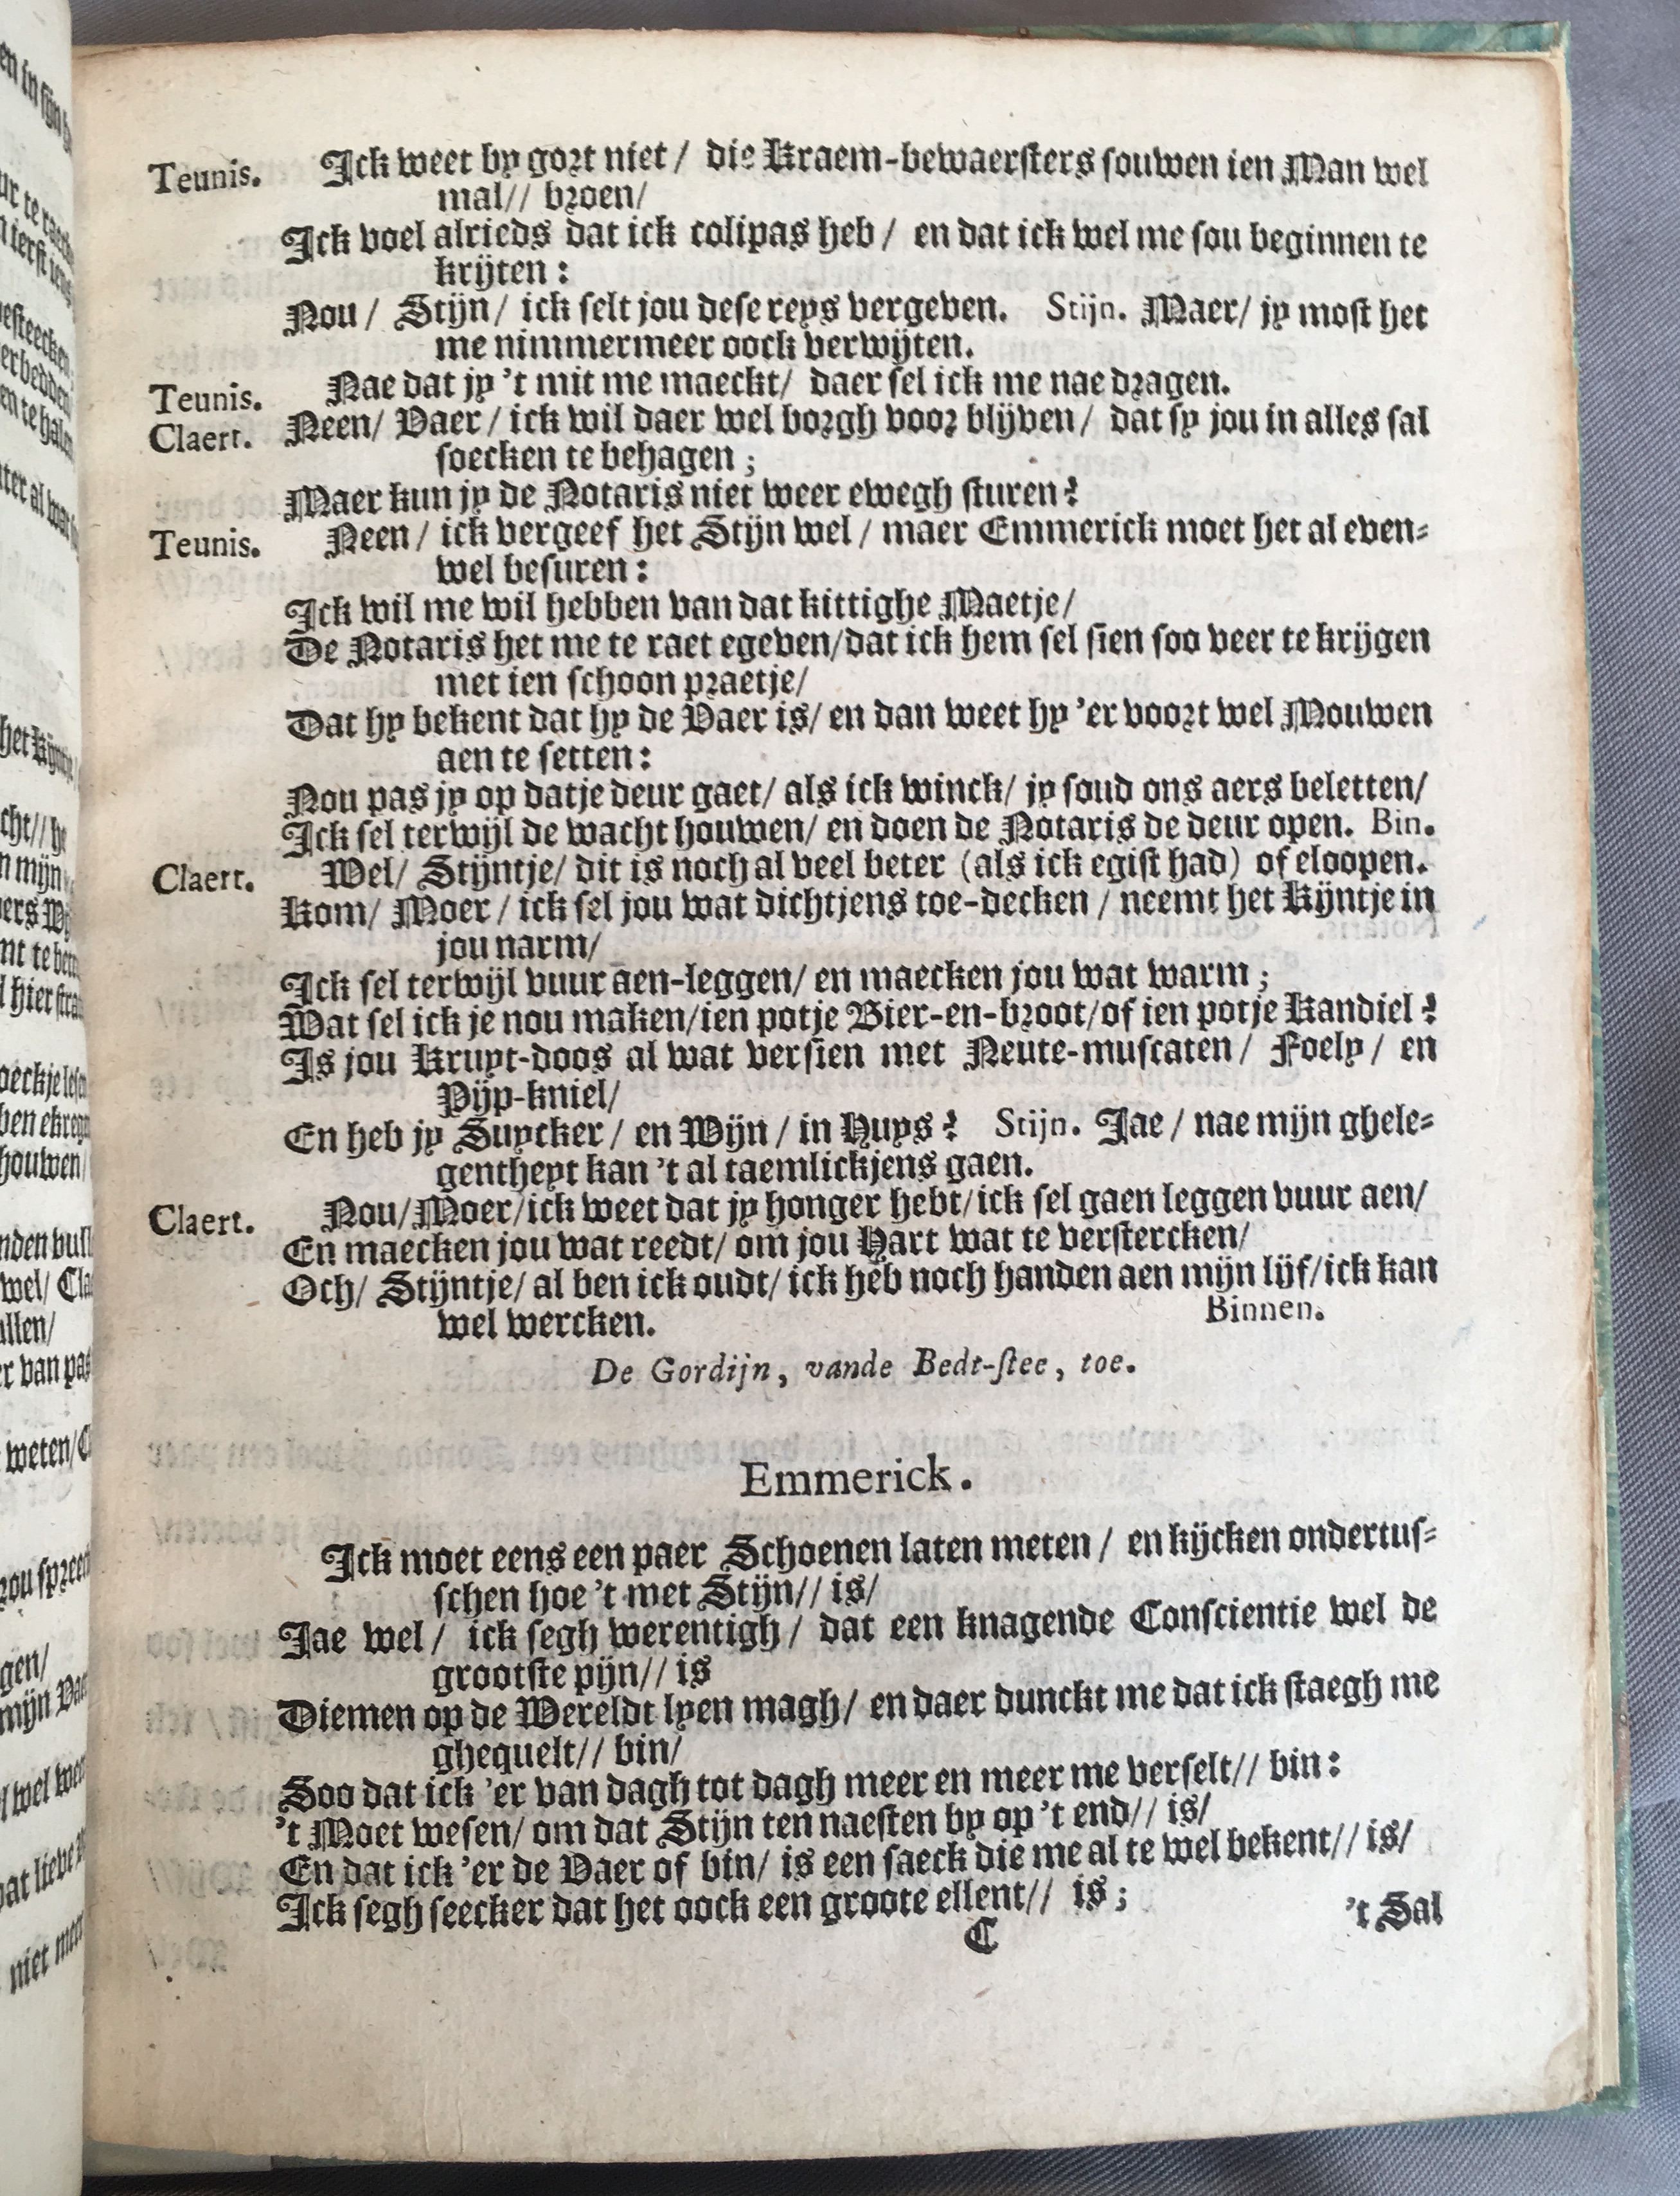 Teunis. Ick weet by gort niet / die Kraem-bewaersters souwen ien Man wel
mal// broen/
Ick voel alrieds dat ick colipas heb / en dat ick wel me sou beginnen te
krijten :
Nou / Stijn / ick selt jou dese reys vergeven. Stijn. Maer/ jy most het
me nimmermeer oock verwijten.
Teunis. Nae dat jy 't mit me maeckt/ daer sel ick me nae dragen.
Claert. Neen/ Vaer / ick wil daer wel borgh voor blijven / dat sy jou in alles sal
soecken te behagen ;
Maer kun jy de Notaris niet weer ewegh sturen?
Teunis. Neen / ick vergeef het Stijn wel / maer Emmerick moet het al even-
wel besuren :
Ick wil me wil hebben van dat kittighe Maetje/
De Notaris het me te raet egeven/dat ick hem sel sien soo veer te krijgen
met ien schoon praetje/
Dat hy bekent dat hy de Vaer is/ en dan weet hy 'er voort wel Mouwen
aen te setten :
Nou pas jy op datje deur gaet/ als ick winck/ jy soud ons aers beletten/
Ick sel terwijl de wacht houwen/ en doen de Notaris de deur open. Bin.
Claert. Wel/ Stijntje/ dit is noch al veel beter (als ick egist had) of eloopen.
Kom/ Moer / ick sel jou wat dichtjens toe-decken / neemt het Kijntje in
jou narm/
Ick sel terwijl vuur aen-leggen/ en maecken jou wat warm ;
Wat sel ick je nou maken/ien potje Bier-en-broot/of ien potje Kandiel?
Is jou Kruyt-doos al wat versien met Neute-muscaten / Foely / en
Pijp-kniel/
En heb jy Suycker / en Wijn / in Huys? Stijn. Jae / nae mijn ghele-
gentheyt kan 't al taemlickjens gaen.
Claert. Nou/Moer/ick weet dat jy honger hebt/ick sel gaen leggen vuur aen/
En maecken jou wat reedt/ om jou Hart wat te verstercken/
Och/ Stijntje/ al ben ick oudt/ ick heb noch handen aen mijn lijf/ick kan
wel wercken. Binnen.
De Gordijn, vande Bedt-stee, toe.
Emmerick.
Ick moet eens een paer Schoenen laten meten / en kijcken ondertus-
schen hoe 't met Stijn// is/
Jae wel / ick segh werentigh / dat een knagende Conscientie wel de
grootste pijn// is
Diemen op de Wereldt lyen magh/ en daer dunckt me dat ick staegh me
ghequelt// bin/
Soo dat ick 'er van dagh tot dagh meer en meer me verselt// bin :
't Moet wesen/ om dat Stijn ten naesten by op 't end// is/
En dat ick 'er de Vaer of bin/ is een saeck die me al te wel bekent// is/
Ick segh seecker dat het oock een groote ellent// is ;
C 't Sal